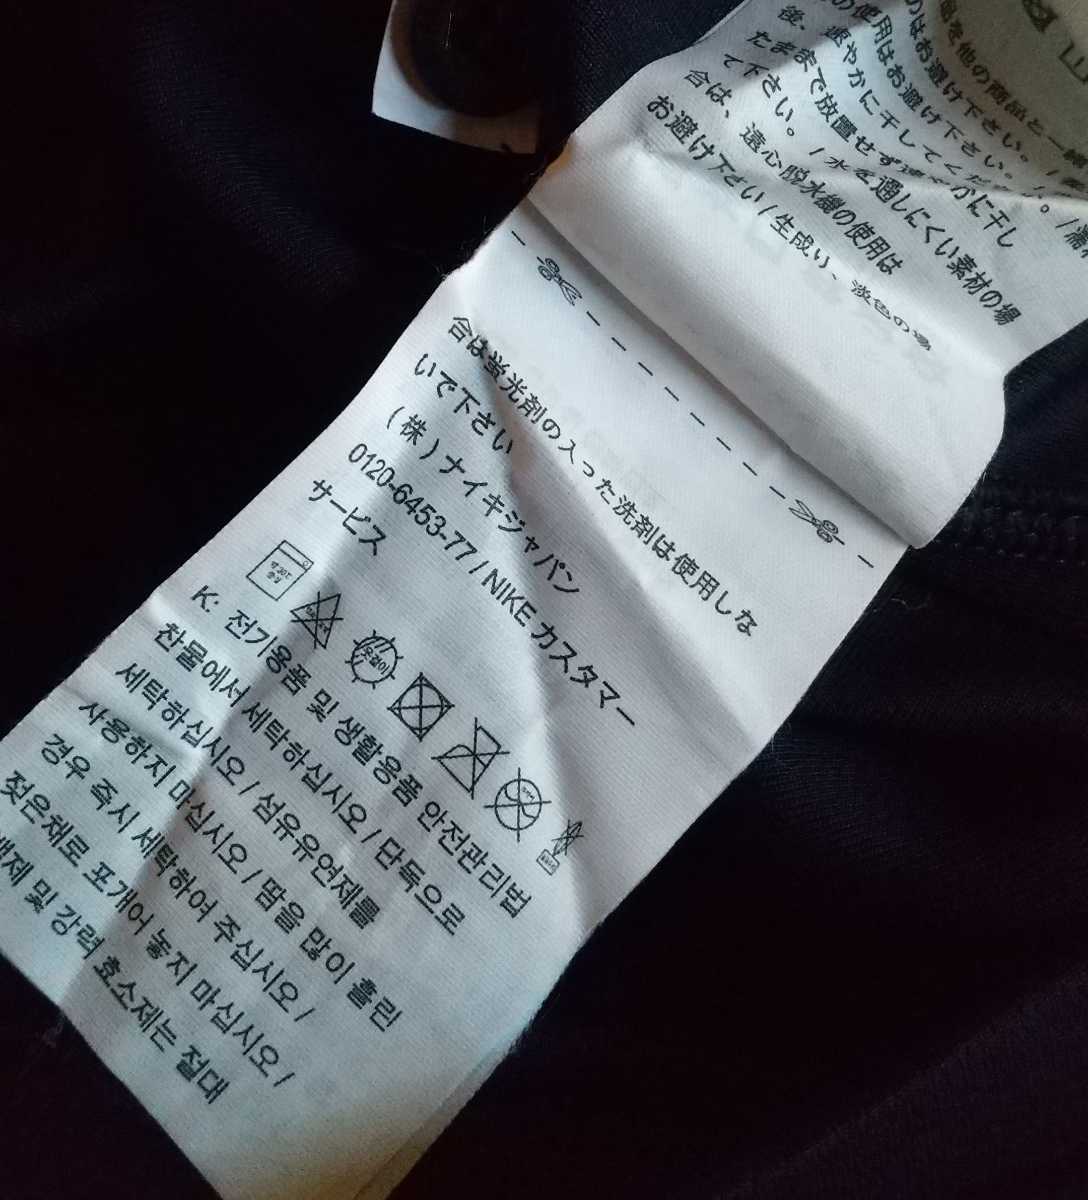 のはお避け下さい。
の使用はお避け下さい。
後、速やかに干してくだ
たままで放置せず速やかに干し
て下さい。/ 水を通しにくい素材の場
合は、遠心脱水機の使用は
お避け下さい / 生成り、淡色の場
合は蛍光剤の入った洗剤は使用しな
いで下さい
(株)ナイキジャパン
0120-6453-77 / NIKE カスタマー
サービス
K: 전기용품 및 생활용품 안전관리법
찬물에서 세탁하십시오 / 단독으로
세탁하십시오 / 섬유유연제를
사용하지 마십시오 / 땀을 많이 흘린
경우 즉시 세탁하여 주십시오 /
젖은채로 포개어 놓지 마십시오 /
및 강력 효소제는 절대